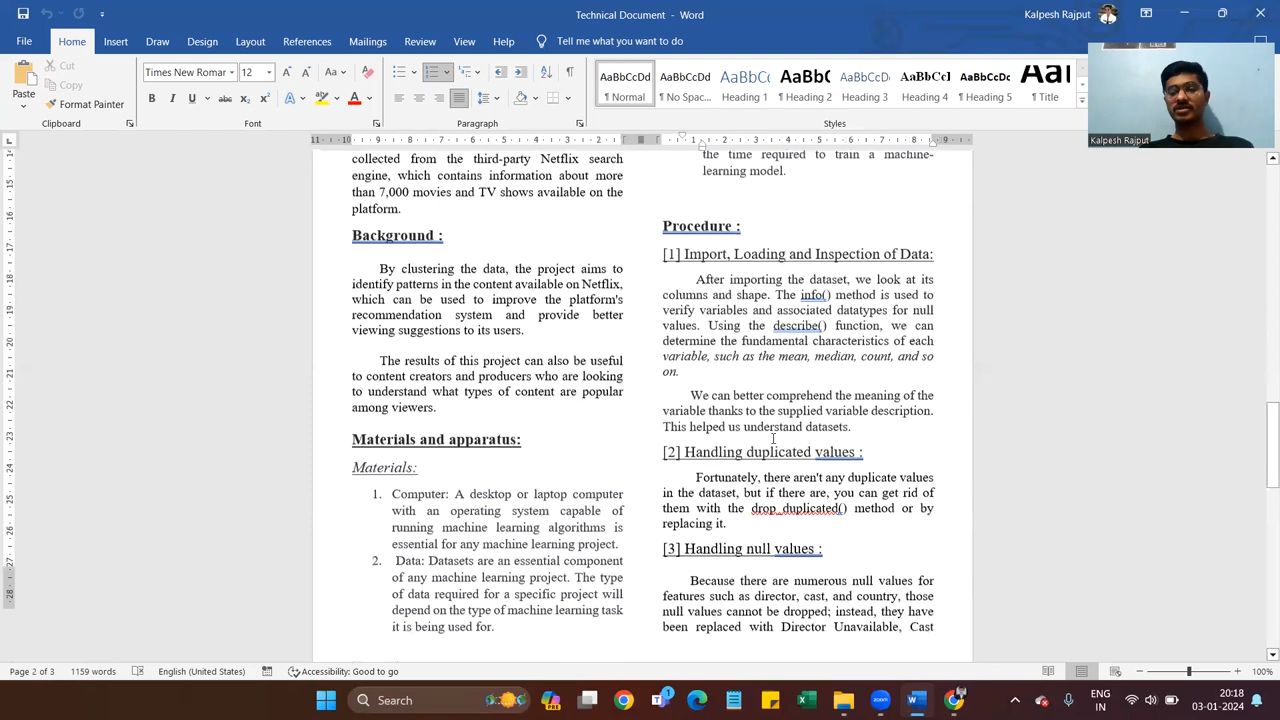 Technical Document - Word
Kalpesh Rajput
File Home Insert Draw Design Layout References Mailings Review View Help Tell me what you want to do
Paste
Cut
Copy
Format Painter
Clipboard
Times New Romar 12
Font
Paragraph
AaBbCcDd AaBbCcDd AaBbCcD AaBbC( AaBbCcDd AaBbCcI AaBbCcDd AaI
¶ Normal ¶ No Spac... Heading 1 ¶ Heading 2 Heading 3 Heading 4 ¶ Heading 5 ¶ Title
Styles
Kalpesh Rajput
collected from the third-party Netflix search
engine, which contains information about more
than 7,000 movies and TV shows available on the
platform.
Background :
By clustering the data, the project aims to
identify patterns in the content available on Netflix,
which can be used to improve the platform's
recommendation system and provide better
viewing suggestions to its users.
The results of this project can also be useful
to content creators and producers who are looking
to understand what types of content are popular
among viewers.
Materials and apparatus:
Materials:
1. Computer: A desktop or laptop computer
with an operating system capable of
running machine learning algorithms is
essential for any machine learning project.
2. Data: Datasets are an essential component
of any machine learning project. The type
of data required for a specific project will
depend on the type of machine learning task
it is being used for.
the time required to train a machine-
learning model.
Procedure :
[1] Import, Loading and Inspection of Data:
After importing the dataset, we look at its
columns and shape. The info() method is used to
verify variables and associated datatypes for null
values. Using the describe() function, we can
determine the fundamental characteristics of each
variable, such as the mean, median, count, and so
on.
We can better comprehend the meaning of the
variable thanks to the supplied variable description.
This helped us understand datasets.
[2] Handling duplicated values :
Fortunately, there aren't any duplicate values
in the dataset, but if there are, you can get rid of
them with the drop_duplicated() method or by
replacing it.
[3] Handling null values :
Because there are numerous null values for
features such as director, cast, and country, those
null values cannot be dropped; instead, they have
been replaced with Director Unavailable, Cast
Page 2 of 3 1159 words English (United States) Accessibility: Good to go 100%
Search
ENG
IN
20:18
03-01-2024